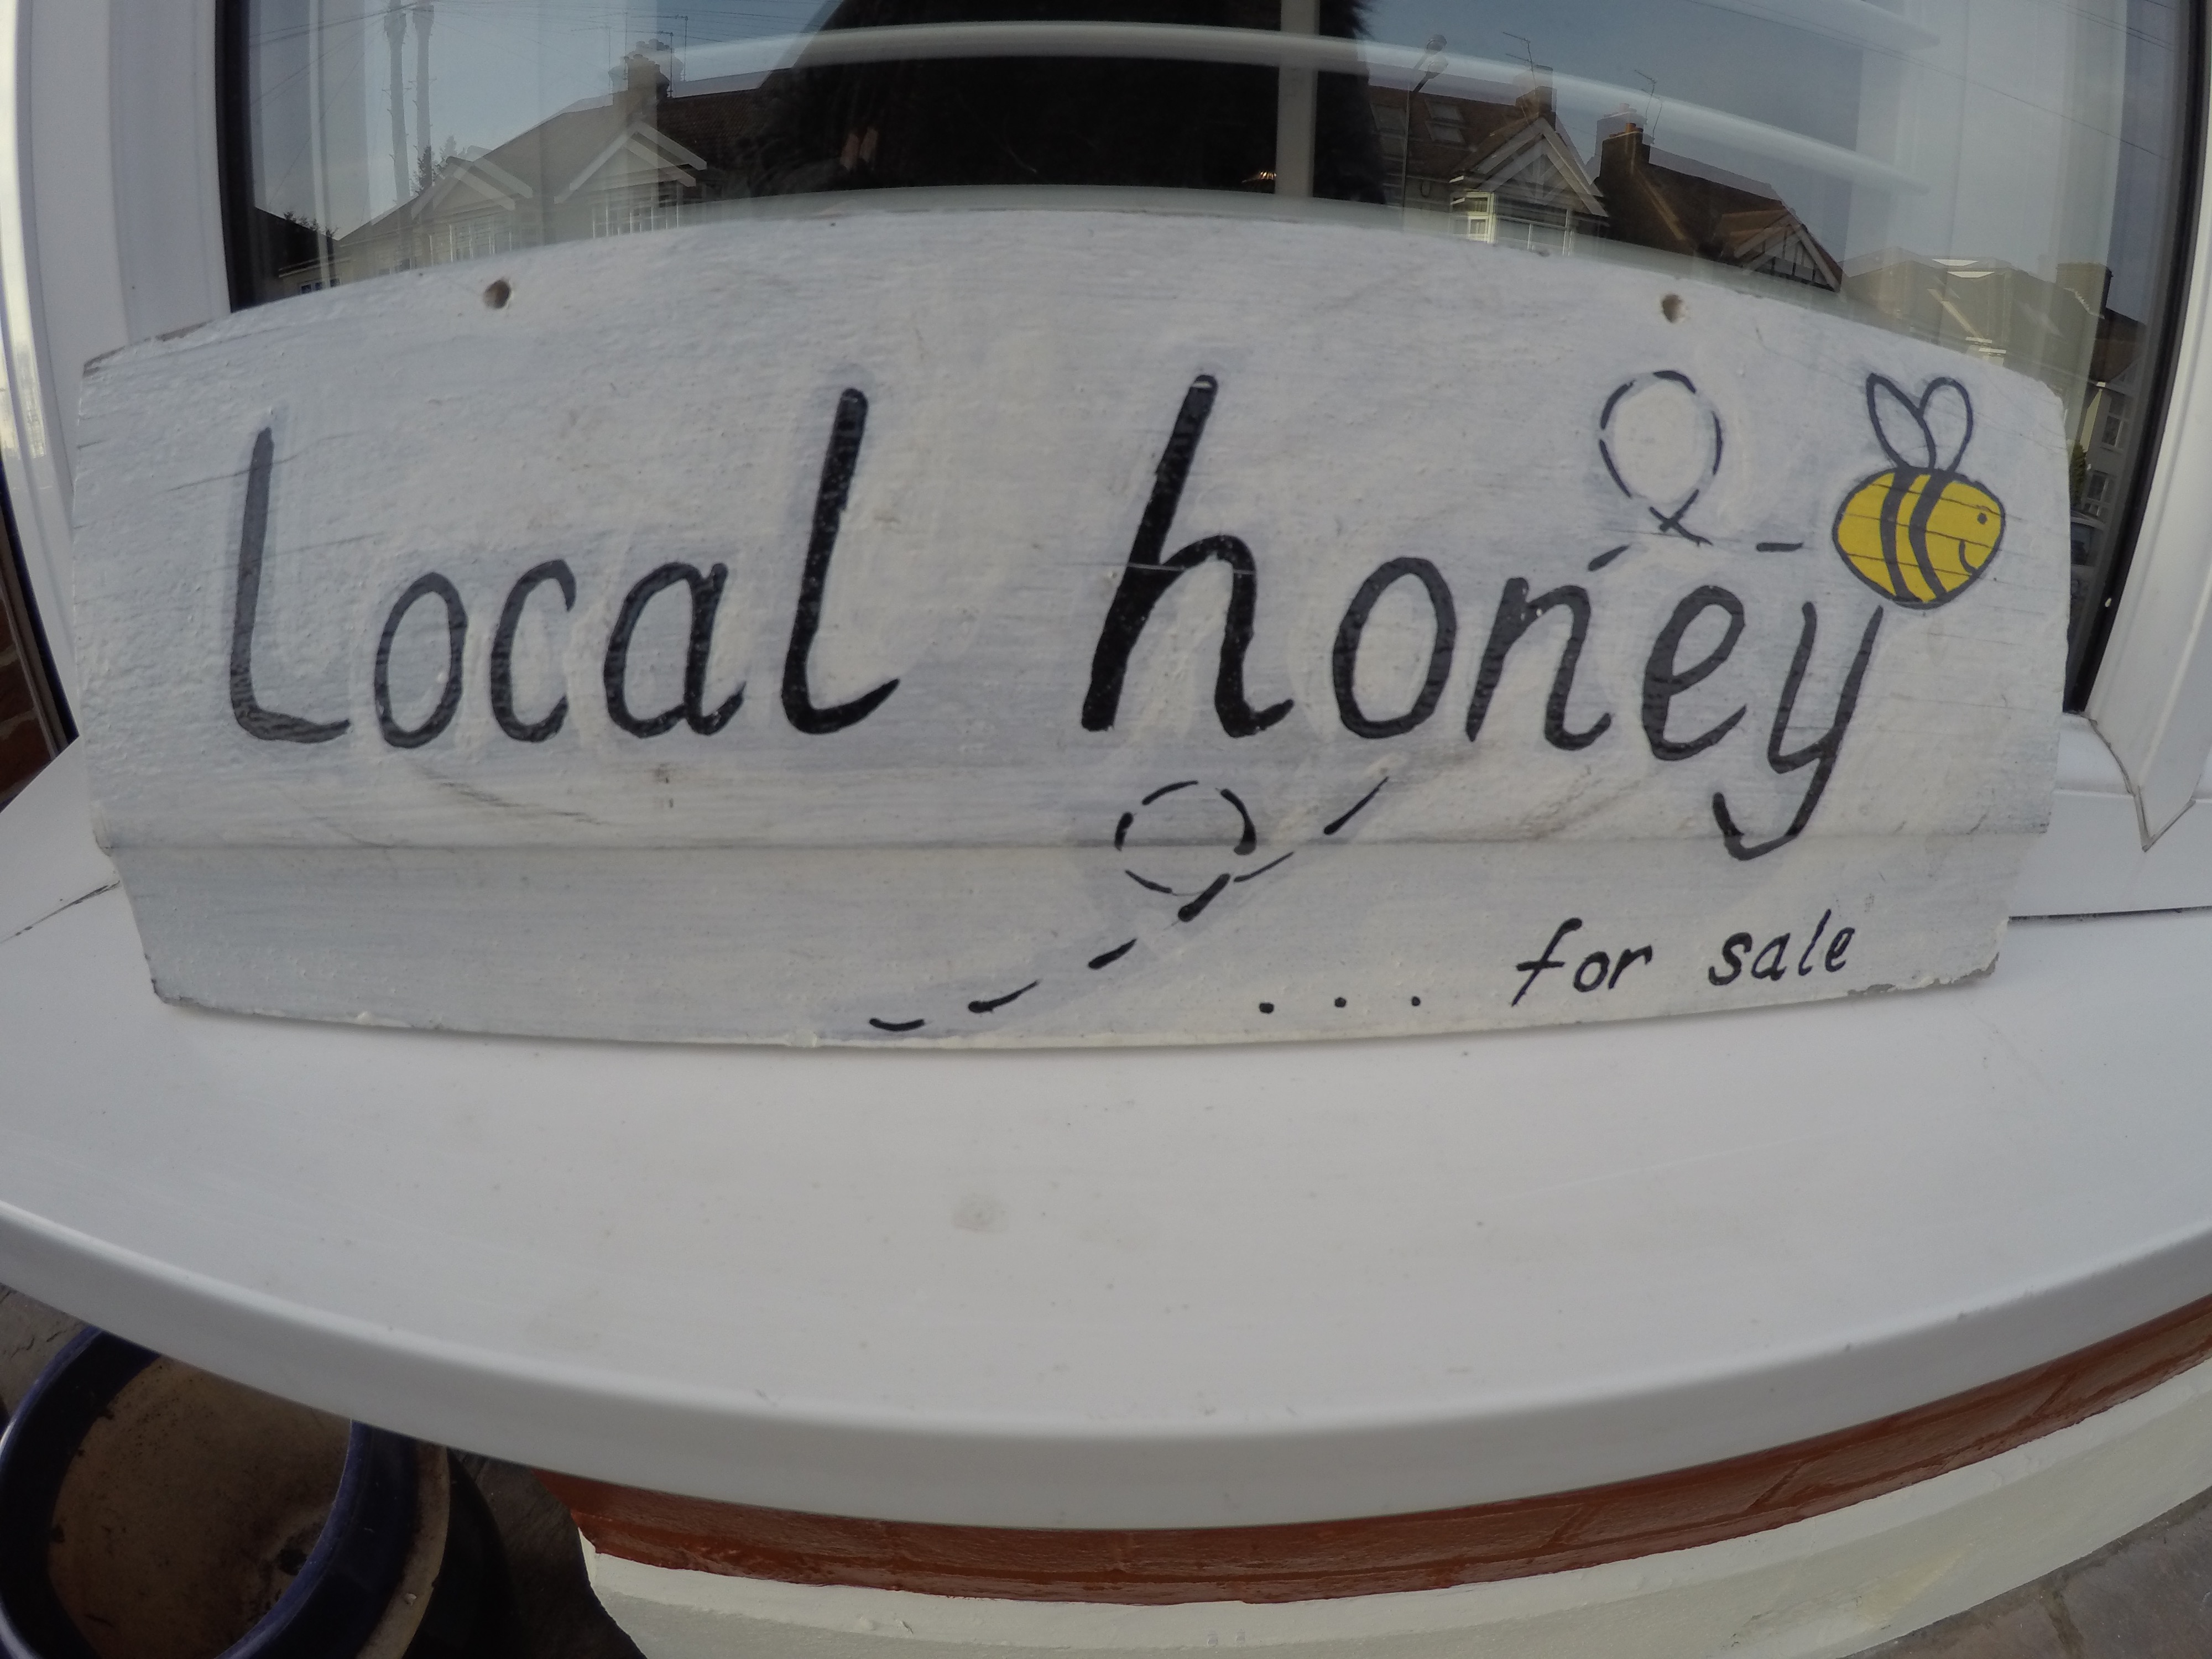 Local honey
... for sale